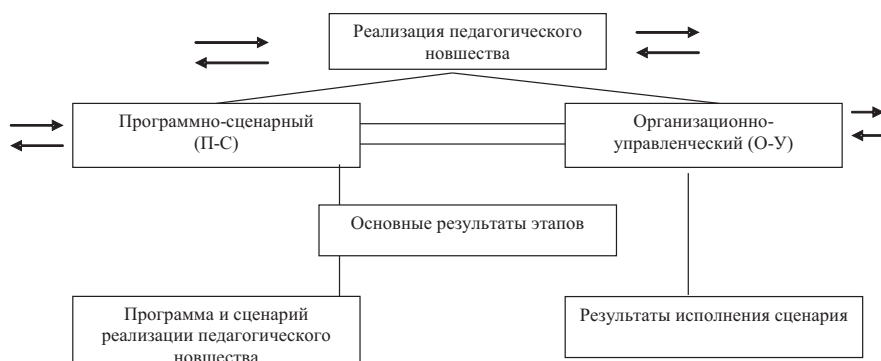 Реализация педагогического
новшества
Программно-сценарный
(П-С)
Организационно-
управленческий (О-У)
Основные результаты этапов
Программа и сценарий
реализации педагогического
новшества
Результаты исполнения сценария